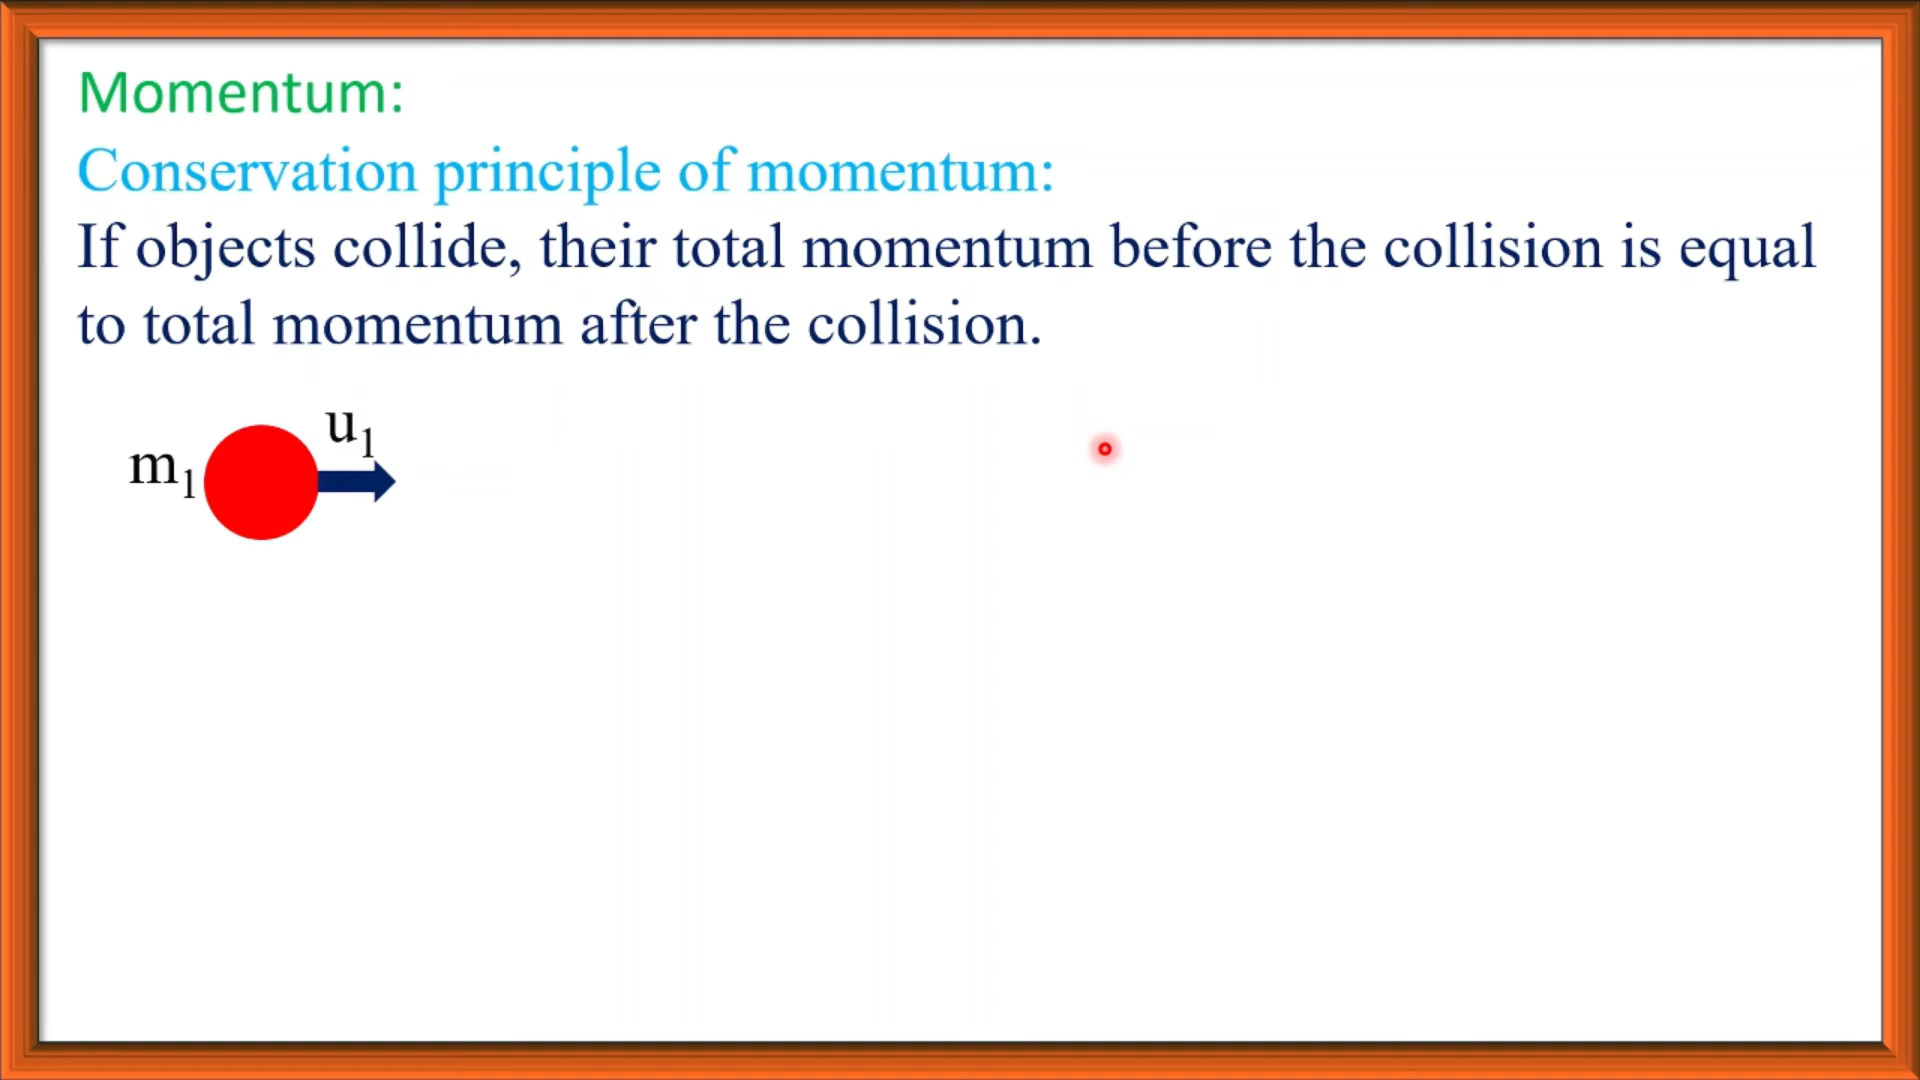 Momentum:
Conservation principle of momentum:
If objects collide, their total momentum before the collision is equal
to total momentum after the collision.
u₁
m₁